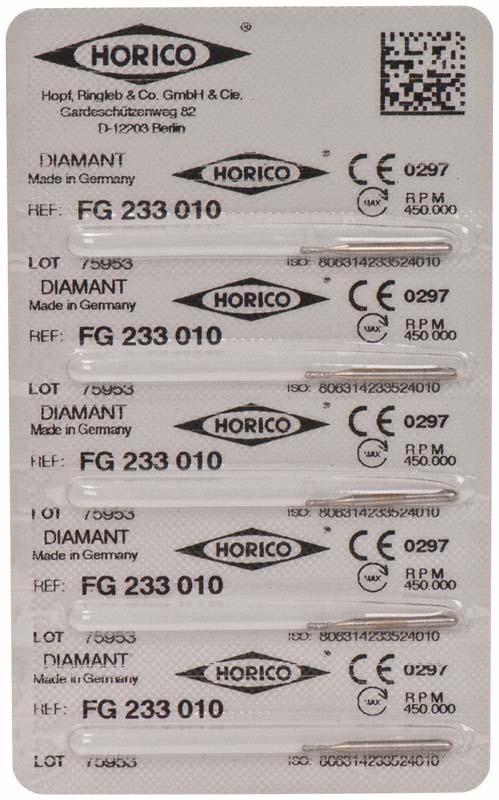 HORICO ®
Hopf, Ringleb & Co. GmbH & Cie.
Gardeschützenweg 82
D-12203 Berlin
DIAMANT HORICO ® CE 0297
Made in Germany MAX RPM 450.000
REF: FG 233 010
LOT 75953 ISO: 806314233524010
DIAMANT HORICO ® CE 0297
Made in Germany MAX RPM 450.000
REF: FG 233 010
LOT 75953 ISO: 806314233524010
DIAMANT HORICO ® CE 0297
Made in Germany MAX RPM 450.000
REF: FG 233 010
LOT 75953 ISO: 806314233524010
DIAMANT HORICO ® CE 0297
Made in Germany MAX RPM 450.000
REF: FG 233 010
LOT 75953 ISO: 806314233524010
DIAMANT HORICO ® CE 0297
Made in Germany MAX RPM 450.000
REF: FG 233 010
LOT 75953 ISO: 806314233524010